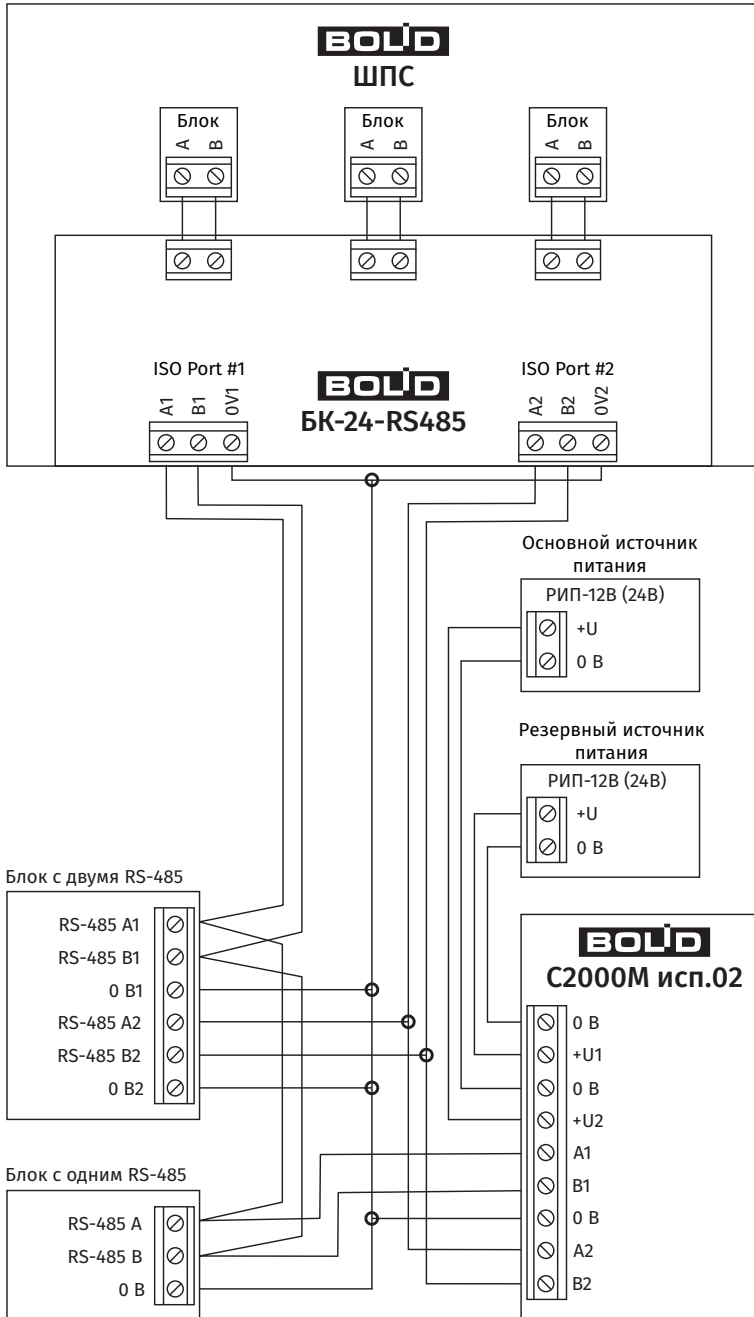 BOLID
ШПС
Блок
A B
Блок
A B
Блок
A B
ISO Port #1
A1 B1 0V1
BOLID
БК-24-RS485
ISO Port #2
A2 B2 0V2
Основной источник
питания
РИП-12В (24В)
+U
0 В
Резервный источник
питания
РИП-12В (24В)
+U
0 В
Блок с двумя RS-485
RS-485 A1
RS-485 B1
0 В1
RS-485 A2
RS-485 B2
0 В2
Блок с одним RS-485
RS-485 A
RS-485 B
0 В
BOLID
С2000М исп.02
0 В
+U1
0 В
+U2
A1
B1
0 В
A2
B2